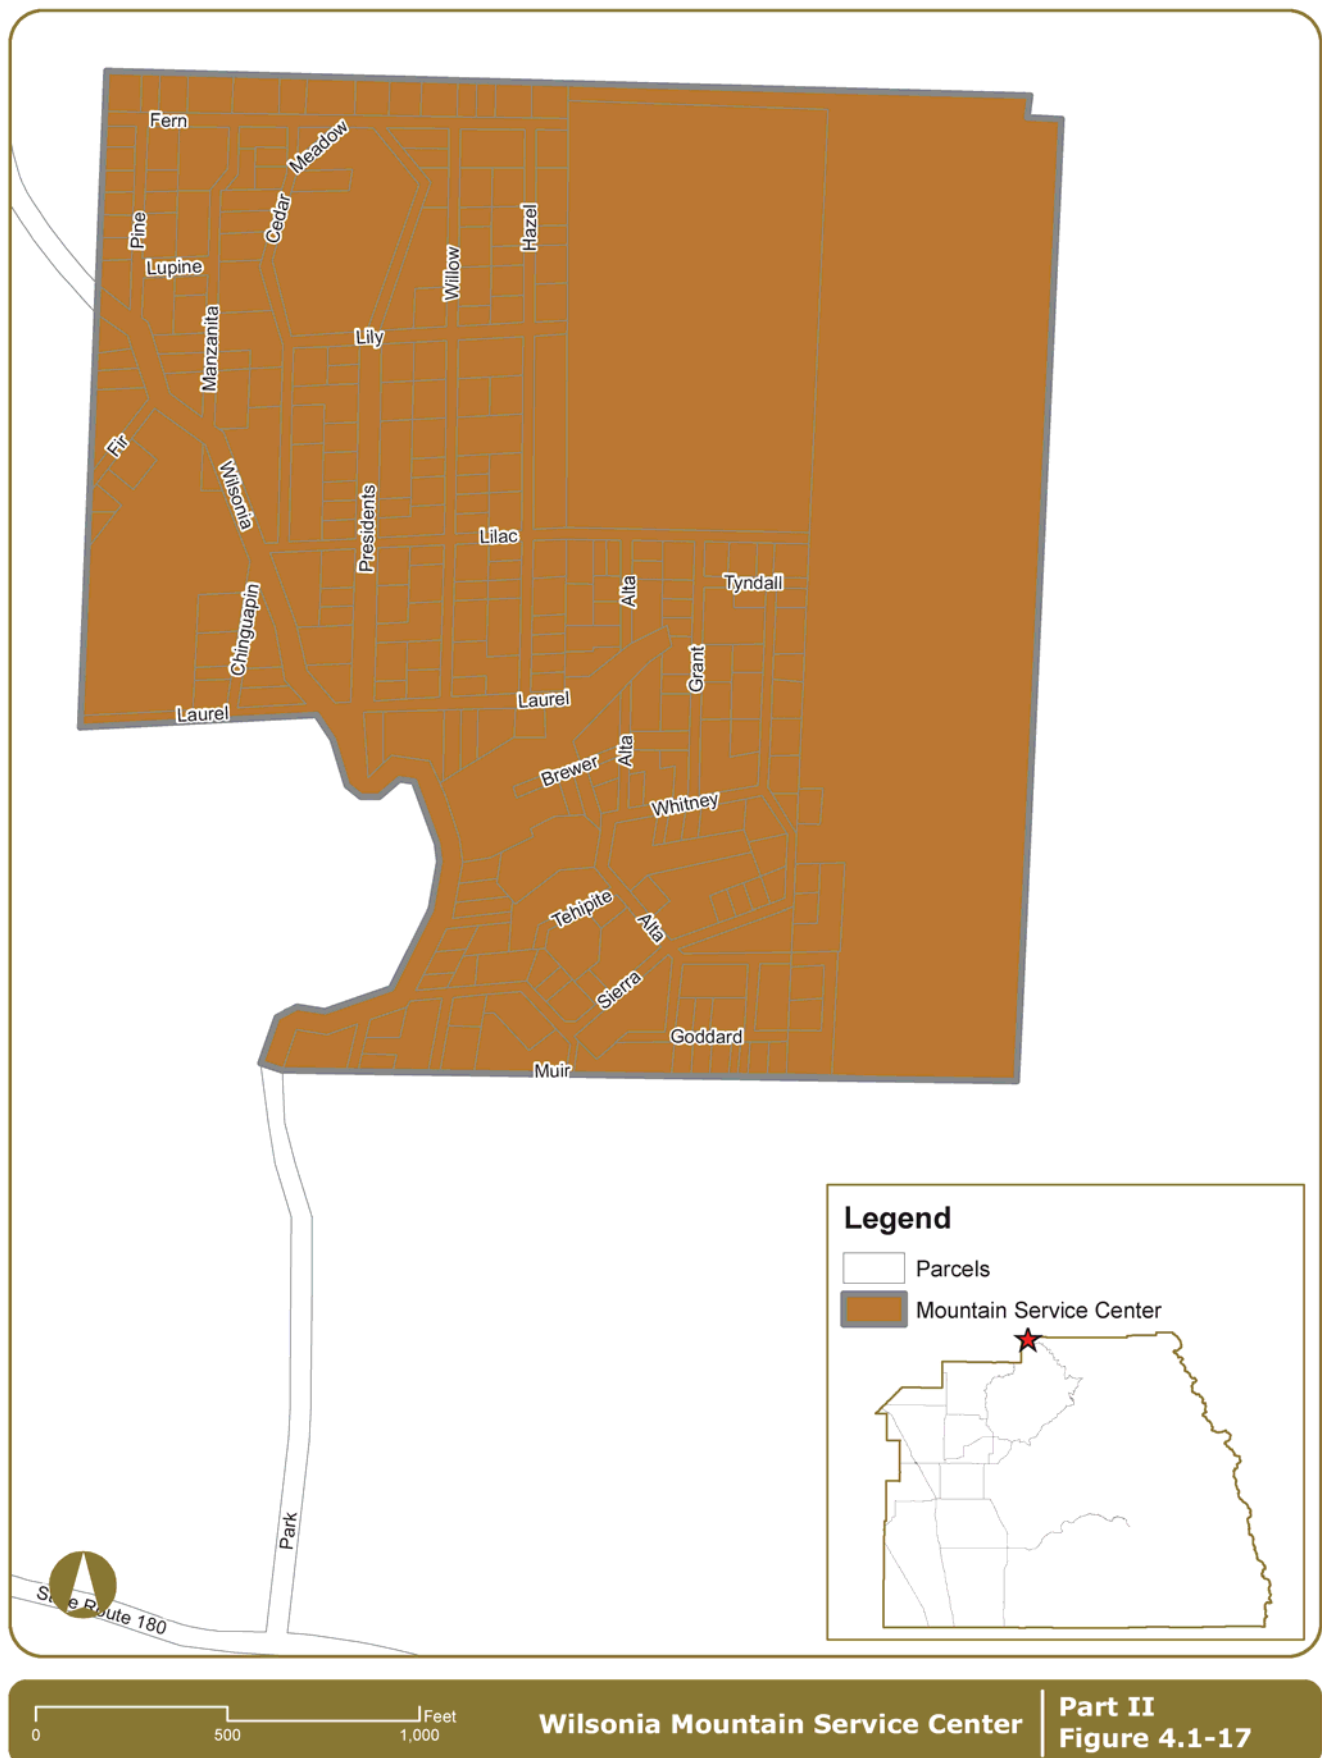 Fern
Meadow
Cedar
Pine
Hazel
Willow
Lupine
Manzanita
Lily
Fir
Wilsonia
Presidents
Lilac
Alta
Tyndall
Chinguapin
Grant
Laurel
Laurel
Alta
Brewer
Whitney
Tehipite
Alta
Sierra
Goddard
Muir
Legend
Parcels
Mountain Service Center
Park
Route 180
Feet
0 500 1,000
Wilsonia Mountain Service Center
Part II
Figure 4.1-17